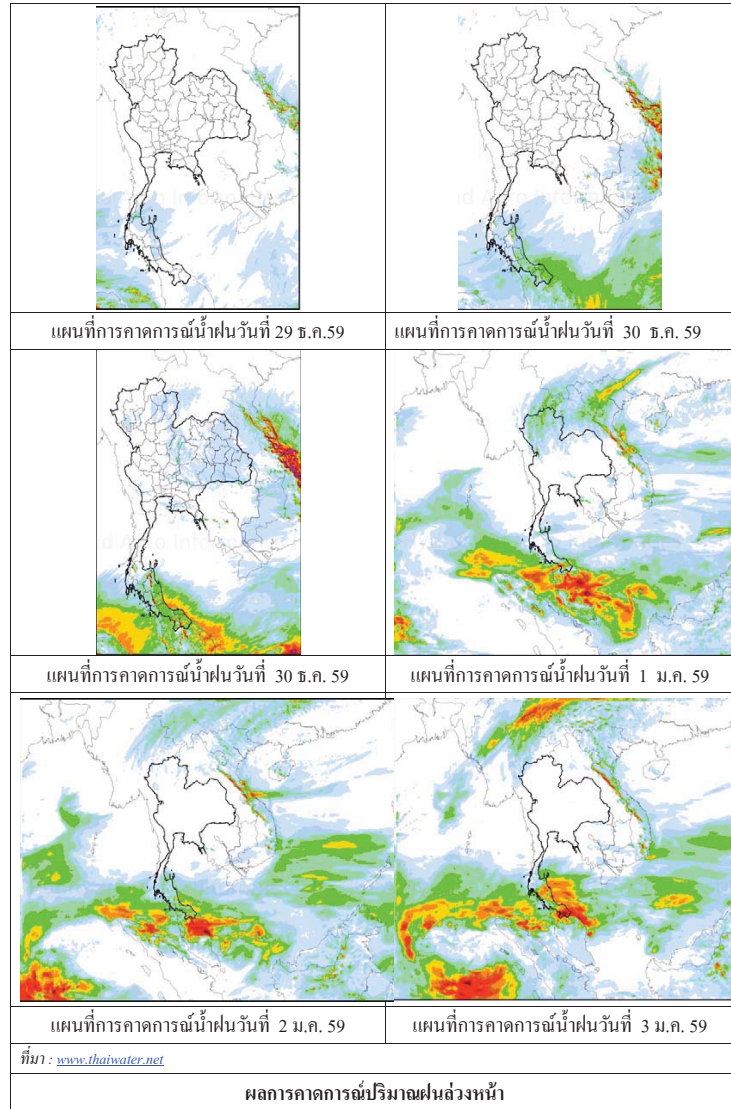 แผนที่การคาดการณ์น้ำฝนวันที่ 29 ธ.ค.59
แผนที่การคาดการณ์น้ำฝนวันที่ 30 ธ.ค. 59
แผนที่การคาดการณ์น้ำฝนวันที่ 30 ธ.ค. 59
แผนที่การคาดการณ์น้ำฝนวันที่ 1 ม.ค. 59
แผนที่การคาดการณ์น้ำฝนวันที่ 2 ม.ค. 59
แผนที่การคาดการณ์น้ำฝนวันที่ 3 ม.ค. 59
ที่มา : www.thaiwater.net
ผลการคาดการณ์ปริมาณฝนล่วงหน้า